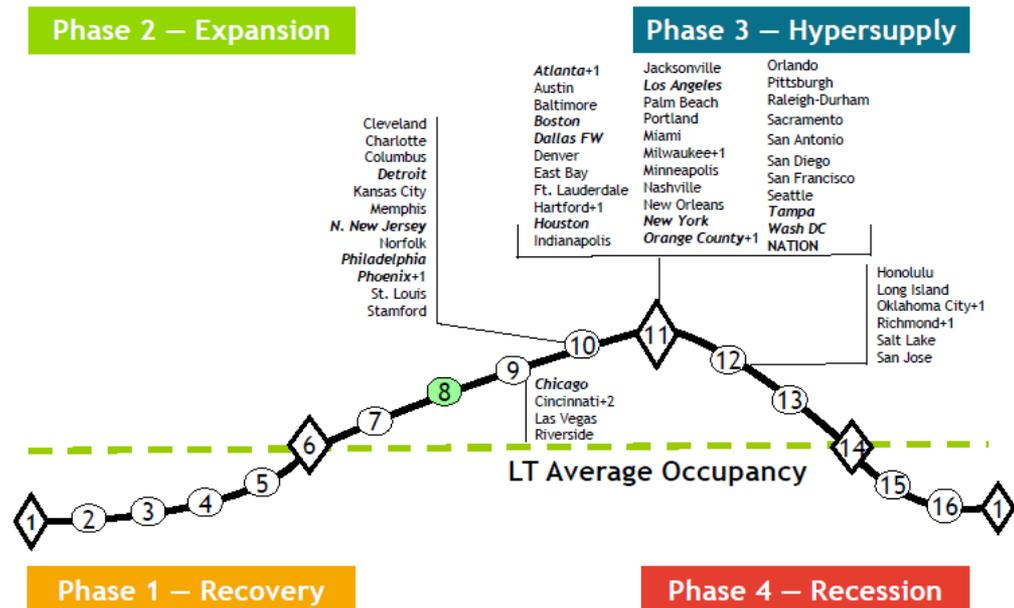 Phase 2 — Expansion
Phase 3 — Hypersupply
Atlanta+1
Austin
Baltimore
Boston
Dallas FW
Denver
East Bay
Ft. Lauderdale
Hartford+1
Houston
Indianapolis
Jacksonville
Los Angeles
Palm Beach
Portland
Miami
Milwaukee+1
Minneapolis
Nashville
New Orleans
New York
Orange County+1
Orlando
Pittsburgh
Raleigh-Durham
Sacramento
San Antonio
San Diego
San Francisco
Seattle
Tampa
Wash DC
NATION
Cleveland
Charlotte
Columbus
Detroit
Kansas City
Memphis
N. New Jersey
Norfolk
Philadelphia
Phoenix+1
St. Louis
Stamford
Honolulu
Long Island
Oklahoma City+1
Richmond+1
Salt Lake
San Jose
Chicago
Cincinnati+2
Las Vegas
Riverside
1
2
3
4
5
6
7
8
9
10
11
12
13
14
15
16
1
LT Average Occupancy
Phase 1 — Recovery
Phase 4 — Recession